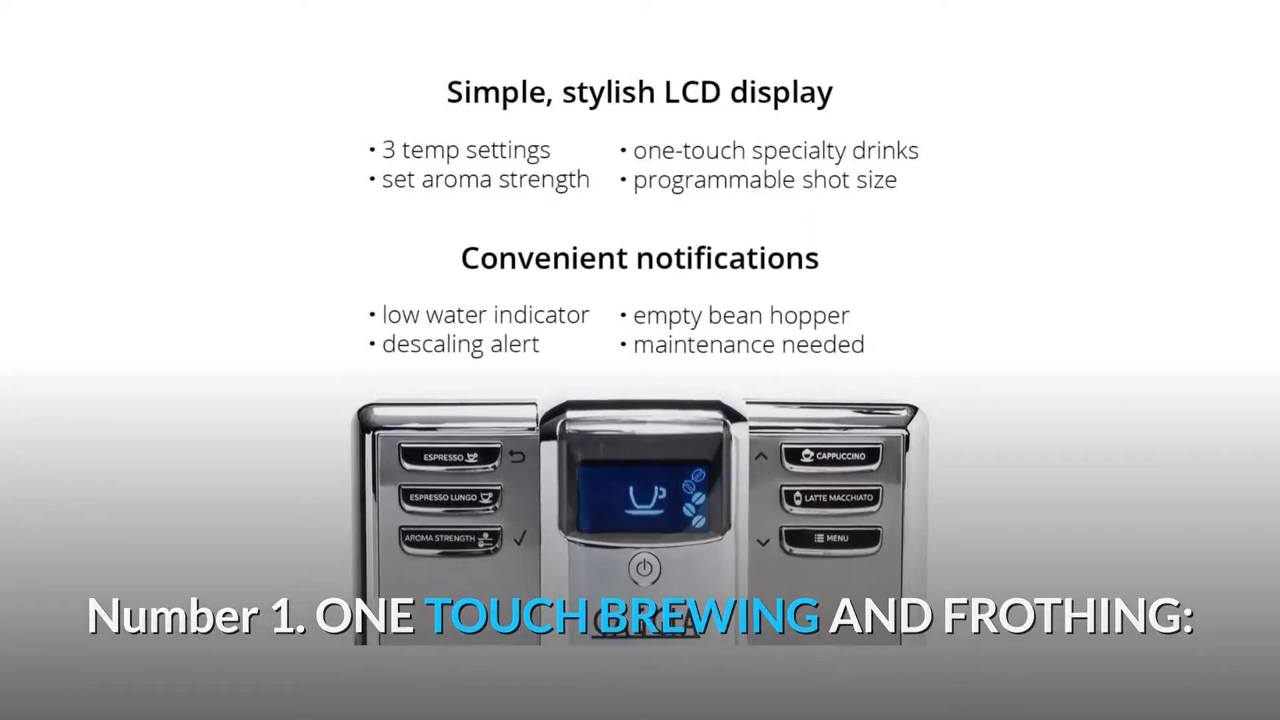 Simple, stylish LCD display
• 3 temp settings • one-touch specialty drinks
• set aroma strength • programmable shot size
Convenient notifications
• low water indicator • empty bean hopper
• descaling alert • maintenance needed
ESPRESSO
CAPPUCCINO
ESPRESSO LUNGO
LATTE MACCHIATO
AROMA STRENGTH
MENU
Number 1. ONE TOUCH BREWING AND FROTHING: